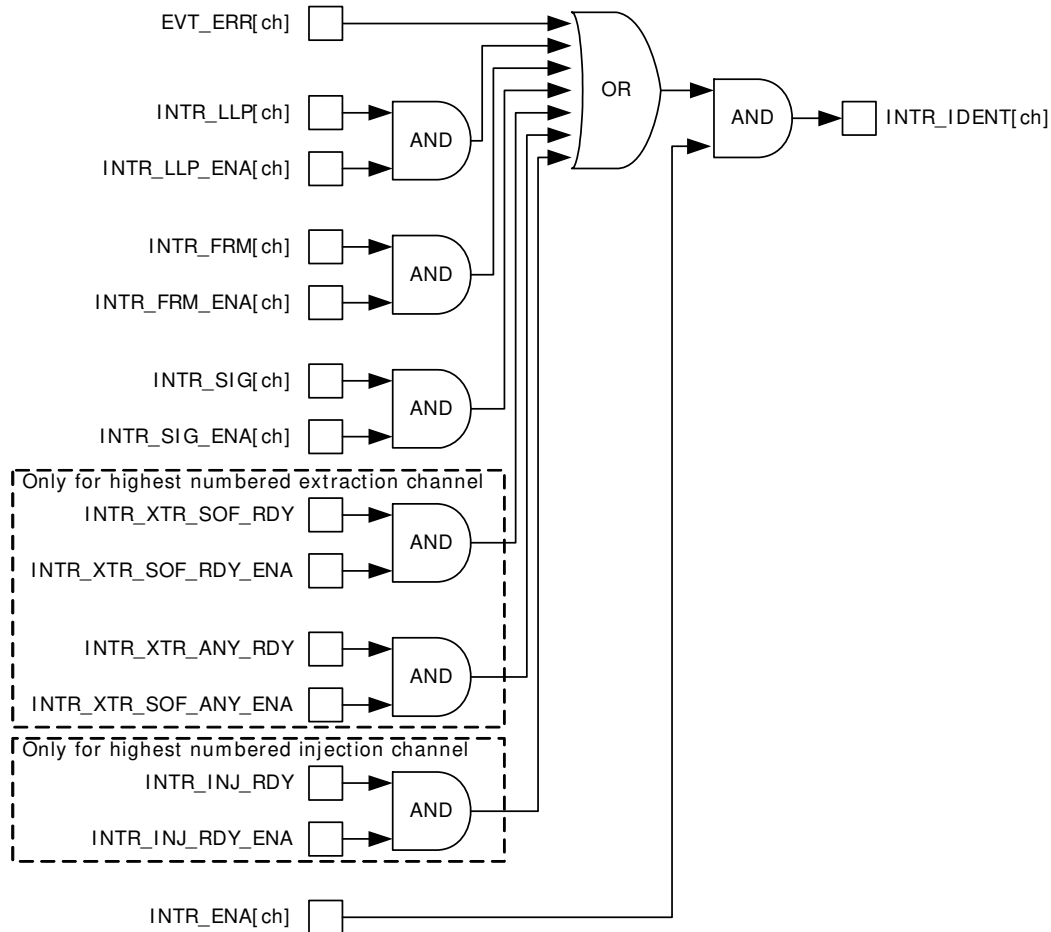 EVT_ERR[ch]
OR
INTR_LLP[ch]
AND
AND
INTR_IDENT[ch]
INTR_LLP_ENA[ch]
INTR_FRM[ch]
AND
INTR_FRM_ENA[ch]
INTR_SIG[ch]
AND
INTR_SIG_ENA[ch]
Only for highest numbered extraction channel
INTR_XTR_SOF_RDY
AND
INTR_XTR_SOF_RDY_ENA
INTR_XTR_ANY_RDY
AND
INTR_XTR_SOF_ANY_ENA
Only for highest numbered injection channel
INTR_INJ_RDY
AND
INTR_INJ_RDY_ENA
INTR_ENA[ch]